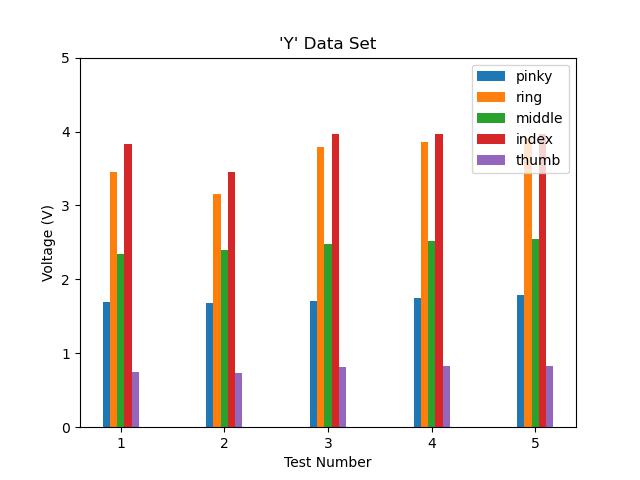 'Y' Data Set
pinky
ring
middle
index
thumb
5
4
3
2
1
0
Voltage (V)
1 2 3 4 5
Test Number